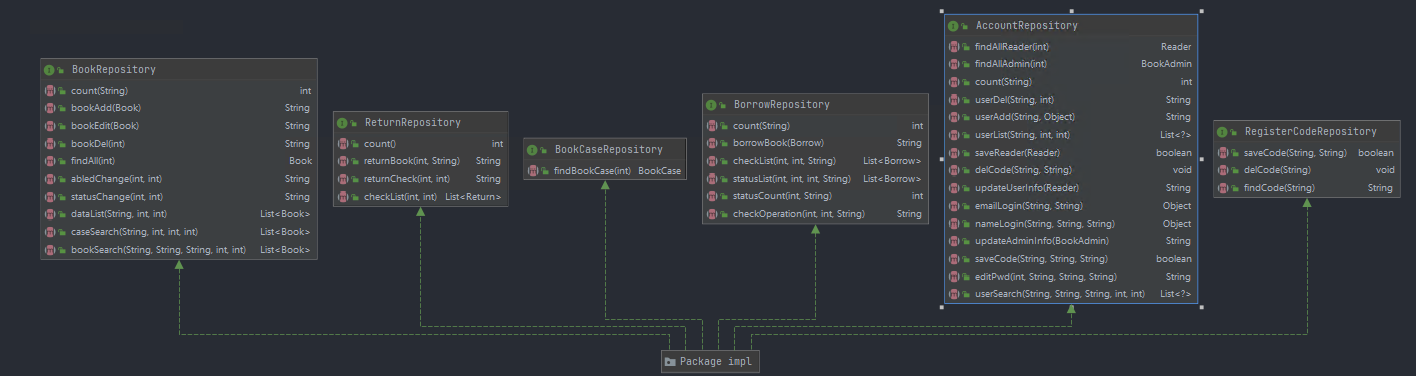 BookRepository
count(String) int
bookAdd(Book) String
bookEdit(Book) String
bookDel(int) String
findAll(int) Book
abledChange(int, int) String
statusChange(int, int) String
dataList(String, int, int) List<Book>
caseSearch(String, int, int, int) List<Book>
bookSearch(String, String, String, int, int) List<Book>
ReturnRepository
count() int
returnBook(int, String) String
returnCheck(int, int) String
checkList(int, int) List<Return>
BookCaseRepository
findBookCase(int) BookCase
BorrowRepository
count(String) int
borrowBook(Borrow) String
checkList(int, int, String) List<Borrow>
statusList(int, int, int, String) List<Borrow>
statusCount(int, String) int
checkOperation(int, int, String) String
AccountRepository
findAllReader(int) Reader
findAllAdmin(int) BookAdmin
count(String) int
userDel(String, int) String
userAdd(String, Object) String
userList(String, int, int) List<?>
saveReader(Reader) boolean
delCode(String, String) void
updateUserInfo(Reader) String
emailLogin(String, String) Object
nameLogin(String, String, String) Object
updateAdminInfo(BookAdmin) String
saveCode(String, String, String) boolean
editPwd(int, String, String, String) String
userSearch(String, String, String, int, int) List<?>
RegisterCodeRepository
saveCode(String, String) boolean
delCode(String) void
findCode(String) String
Package impl